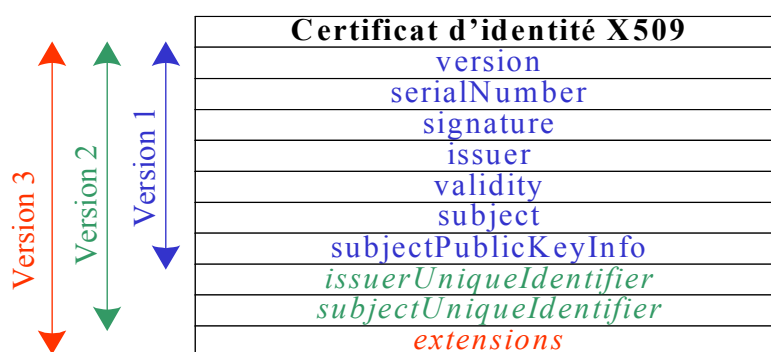 Certificat d'identité X509
version
serialNumber
signature
issuer
validity
subject
subjectPublicKeyInfo
issuerUniqueIdentifier
subjectUniqueIdentifier
extensions
Version 3
Version 2
Version 1